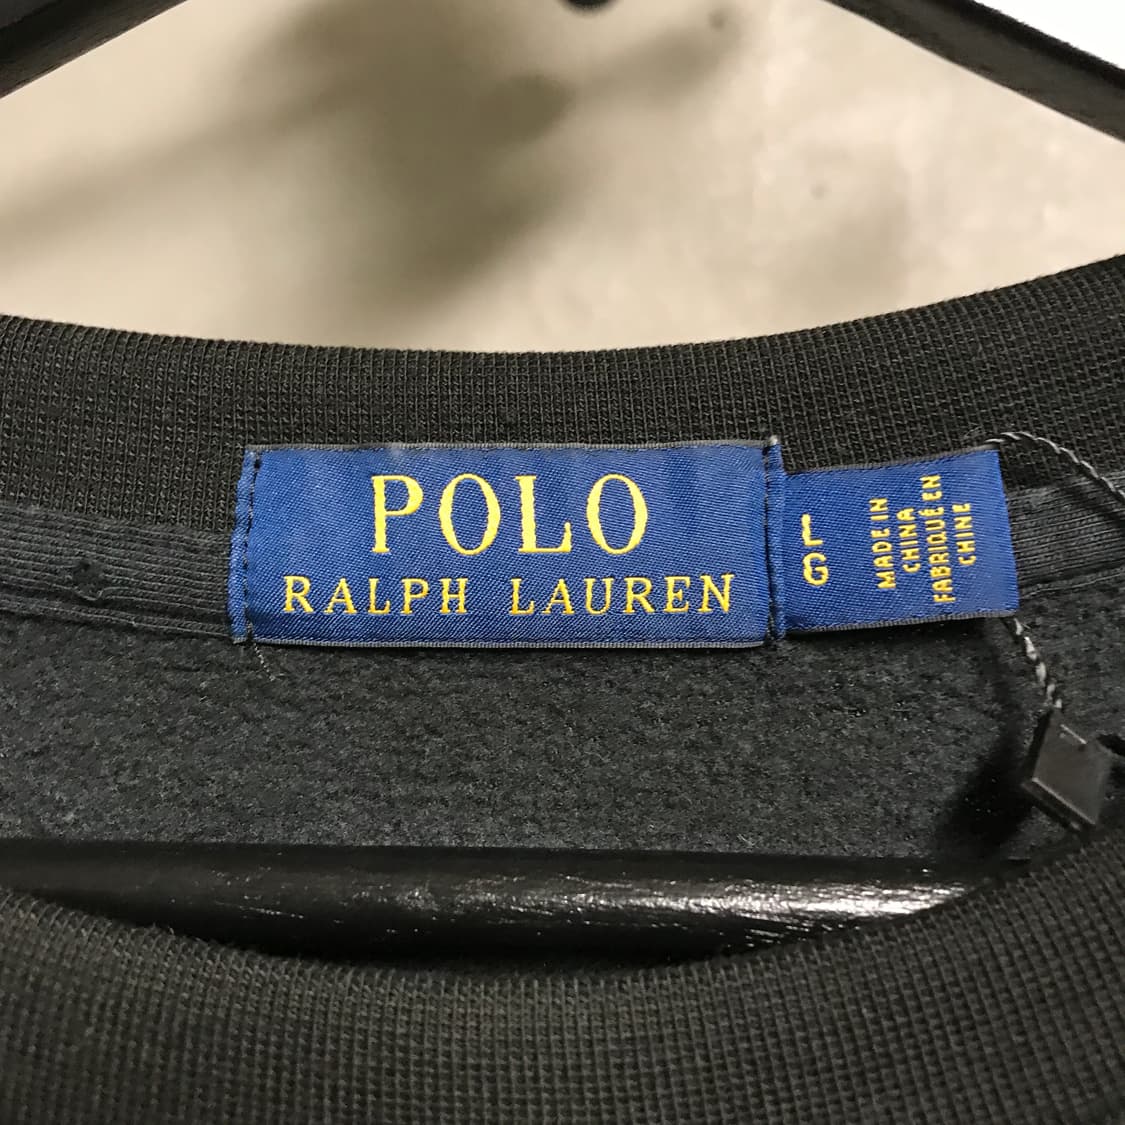 POLO
RALPH LAUREN
L
G
MADE IN
CHINA
FABRIQUÉ EN
CHINE